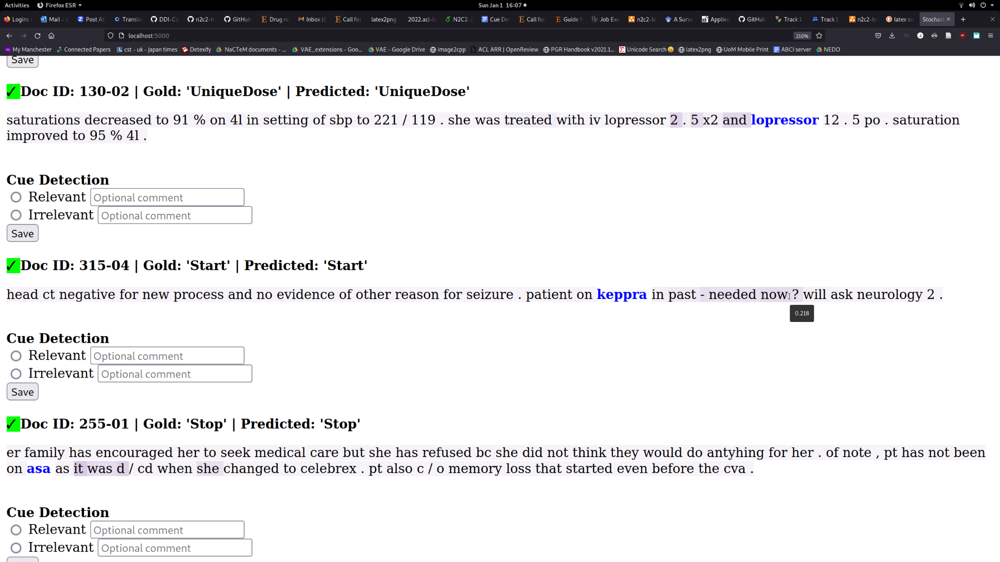 Activities Firefox ESR Sun Jan 1 16:07
Logins Mail - Post At Transla DDI-Co n2c2-tr GitHub Drug re Inbox (8 Call for latex2png 2022.acl-lo N2C2-J Cue De Call for Guide f Job Exe n2c2-le A Surve Applied GitHub Track 1 Track 1 n2c2-le latex sw Stochast
localhost:5000 210%
My Manchester Connected Papers cst - uk - japan times Detexify NaCTeM documents - ... VAE_extensions - Goo... VAE - Google Drive image2cpp ACL ARR | OpenReview PGR Handbook v2021.1... Unicode Search latex2png UoM Mobile Print ABCI server NEDO
Save
✓Doc ID: 130-02 | Gold: 'UniqueDose' | Predicted: 'UniqueDose'
saturations decreased to 91 % on 4l in setting of sbp to 221 / 119 . she was treated with iv lopressor 2 . 5 x2 and lopressor 12 . 5 po . saturation
improved to 95 % 4l .
Cue Detection
Relevant Optional comment
Irrelevant Optional comment
Save
✓Doc ID: 315-04 | Gold: 'Start' | Predicted: 'Start'
head ct negative for new process and no evidence of other reason for seizure . patient on keppra in past - needed now ? will ask neurology 2 .
0.218
Cue Detection
Relevant Optional comment
Irrelevant Optional comment
Save
✓Doc ID: 255-01 | Gold: 'Stop' | Predicted: 'Stop'
er family has encouraged her to seek medical care but she has refused bc she did not think they would do antyhing for her . of note , pt has not been
on asa as it was d / cd when she changed to celebrex . pt also c / o memory loss that started even before the cva .
Cue Detection
Relevant Optional comment
Irrelevant Optional comment